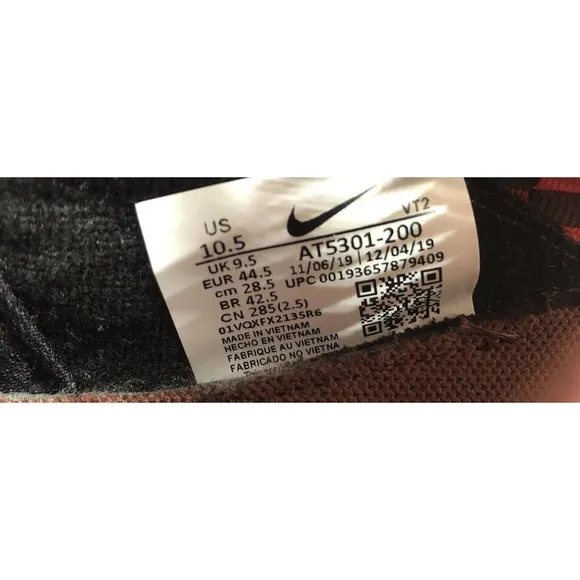 US
10.5
UK 9.5
EUR 44.5
cm 28.5
BR 42.5
CN 285(2.5)
01VQXFX2135R6
MADE IN VIETNAM
HECHO EN VIETNAM
FABRIQUE AU VIETNAM
FABRICADO NO VIETNA
VT2
AT5301-200
11/06/19 | 12/04/19
UPC 00193657879409